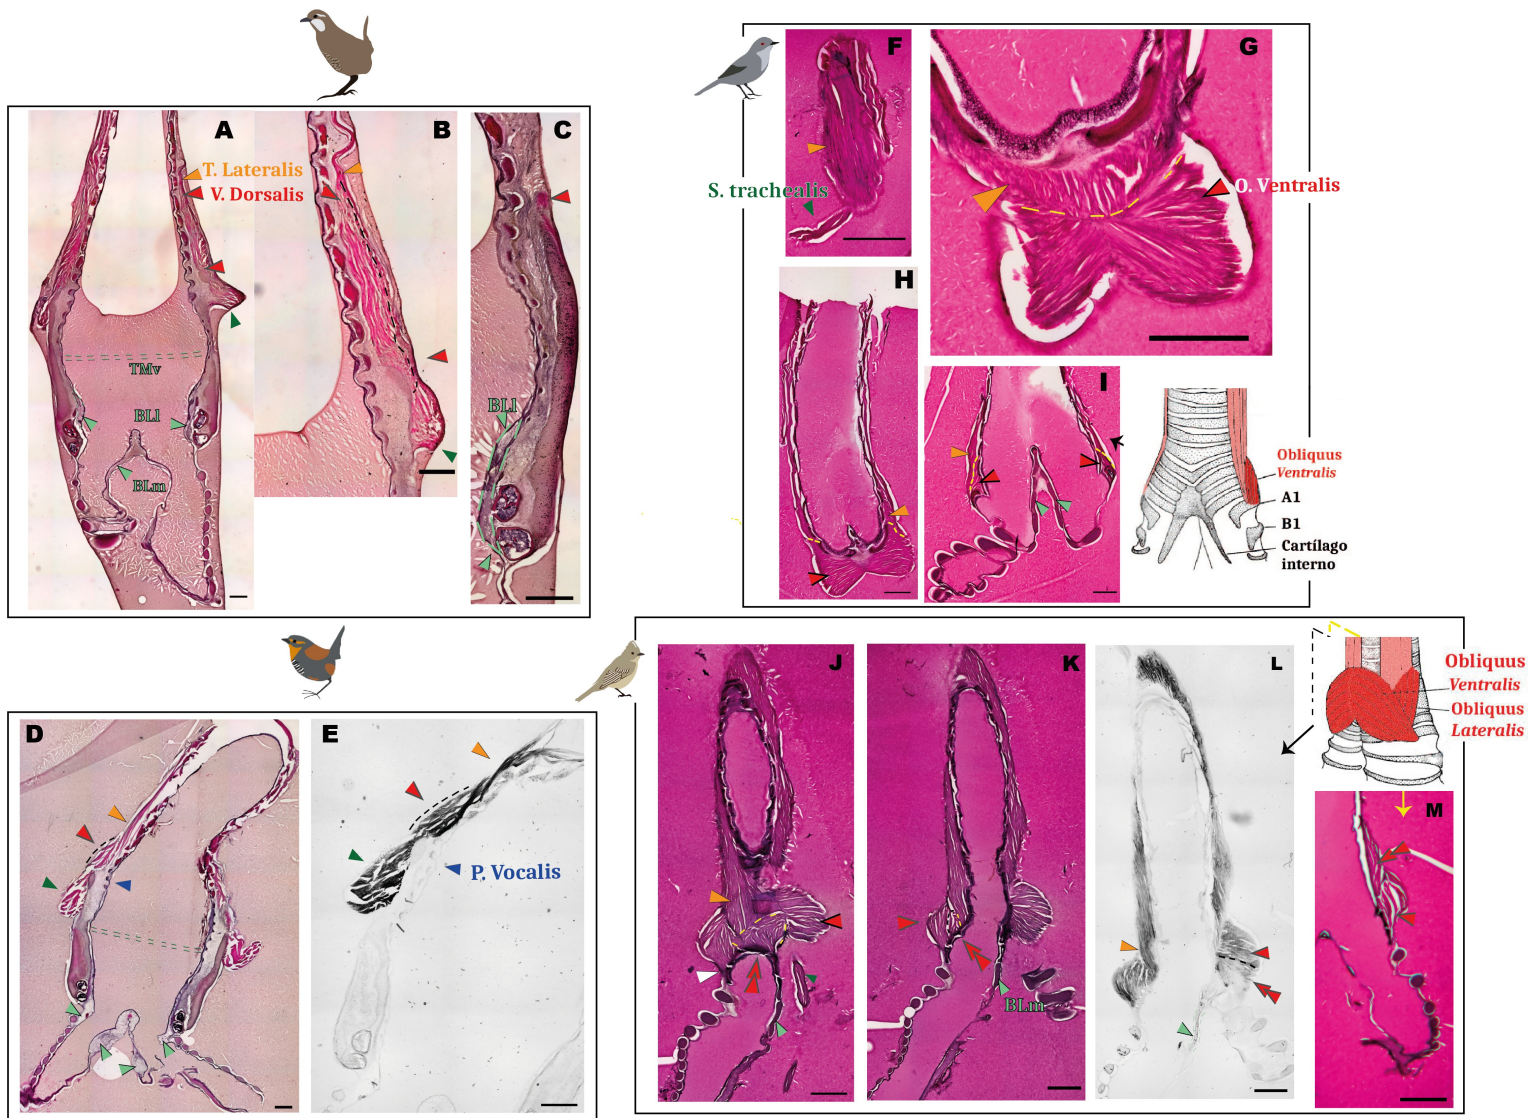 A
B
C
T. Lateralis
V. Dorsalis
TMv
BLl
BLm
BLl
D
E
P. Vocalis
F
G
S. trachealis
O. Ventralis
H
I
Obliquus
Ventralis
A1
B1
Cartílago
interno
J
K
L
BLm
Obliquus
Ventralis
Obliquus
Lateralis
M